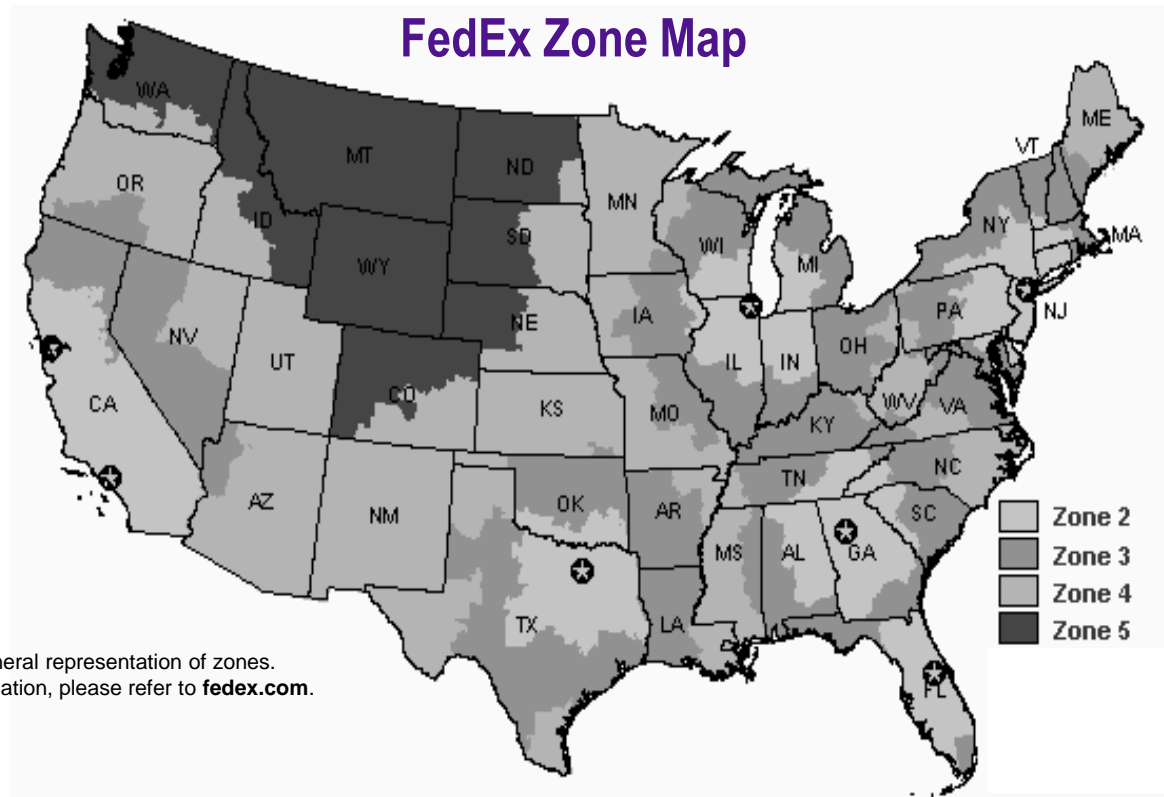 FedEx Zone Map
WA
MT
ND
MN
ME
VT
OR
ID
SD
WI
MI
NY
MA
WY
NE
IA
PA
NJ
NV
UT
CO
IL
IN
OH
CA
KS
MO
KY
WV
VA
AZ
NM
OK
AR
TN
NC
SC
MS
AL
GA
TX
LA
FL
Zone 2
Zone 3
Zone 4
Zone 5
neral representation of zones.
ation, please refer to fedex.com.